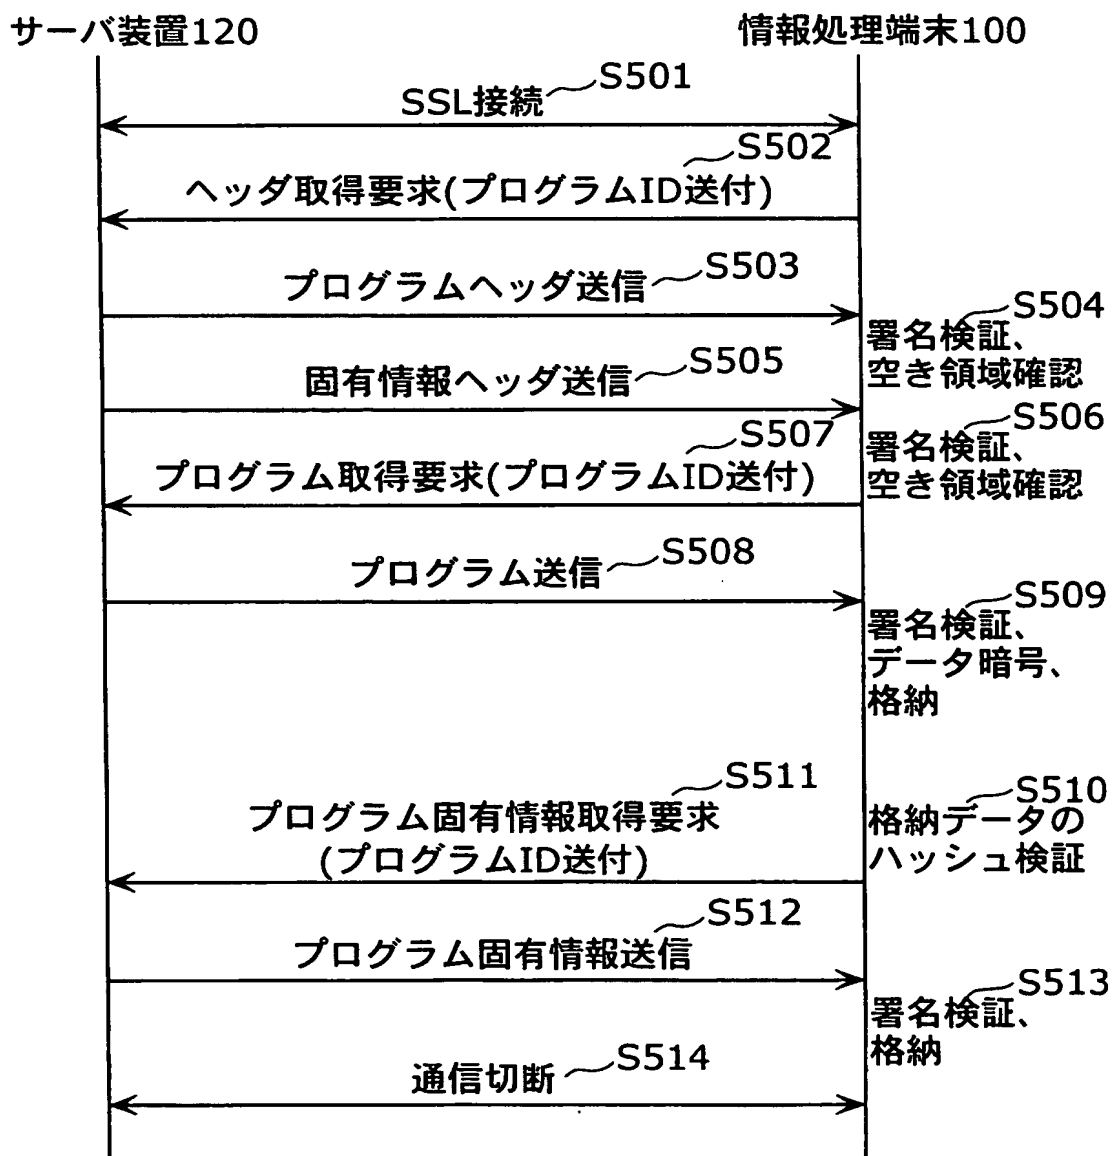 サーバ装置120
情報処理端末100
S501
SSL接続
S502
ヘッダ取得要求(プログラムID送付)
S503
プログラムヘッダ送信
S504
署名検証、
空き領域確認
S505
固有情報ヘッダ送信
S506
署名検証、
空き領域確認
S507
プログラム取得要求(プログラムID送付)
S508
プログラム送信
S509
署名検証、
データ暗号、
格納
S510
格納データの
ハッシュ検証
S511
プログラム固有情報取得要求
(プログラムID送付)
S512
プログラム固有情報送信
S513
署名検証、
格納
S514
通信切断